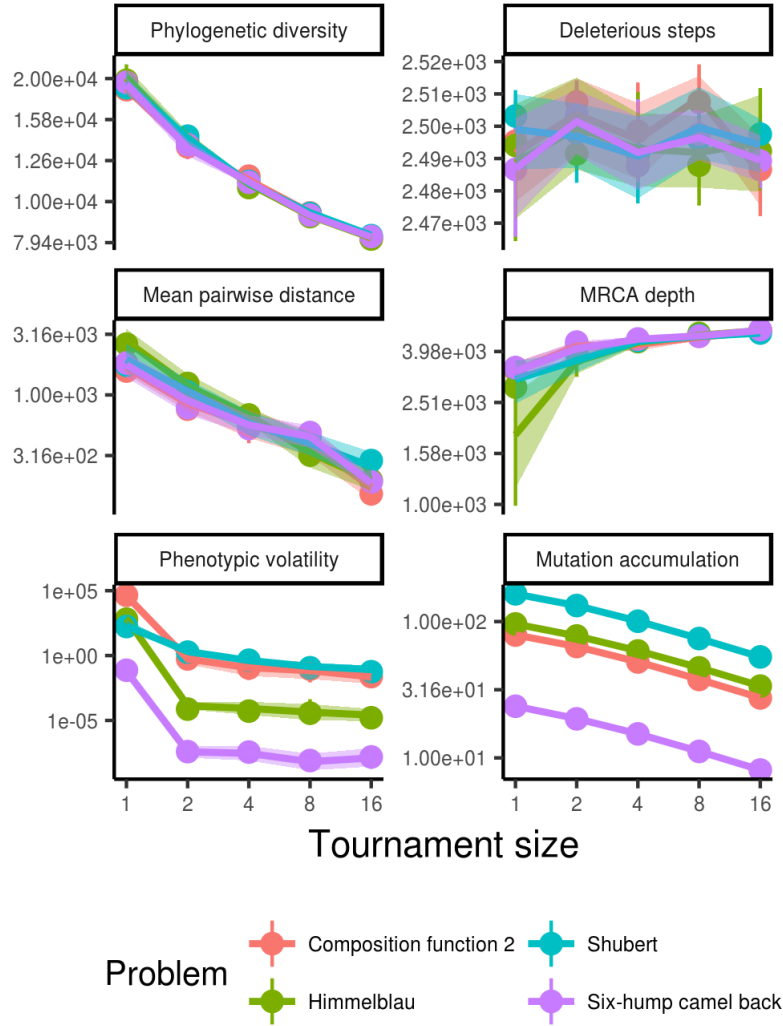 Phylogenetic diversity
Deleterious steps
2.00e+04
1.58e+04
1.26e+04
1.00e+04
7.94e+03
2.52e+03
2.51e+03
2.50e+03
2.49e+03
2.48e+03
2.47e+03
Mean pairwise distance
MRCA depth
3.16e+03
1.00e+03
3.16e+02
3.98e+03
2.51e+03
1.58e+03
1.00e+03
Phenotypic volatility
Mutation accumulation
1e+05
1e+00
1e-05
1.00e+02
3.16e+01
1.00e+01
1 2 4 8 16
1 2 4 8 16
Tournament size
Problem
Composition function 2
Himmelblau
Shubert
Six-hump camel back